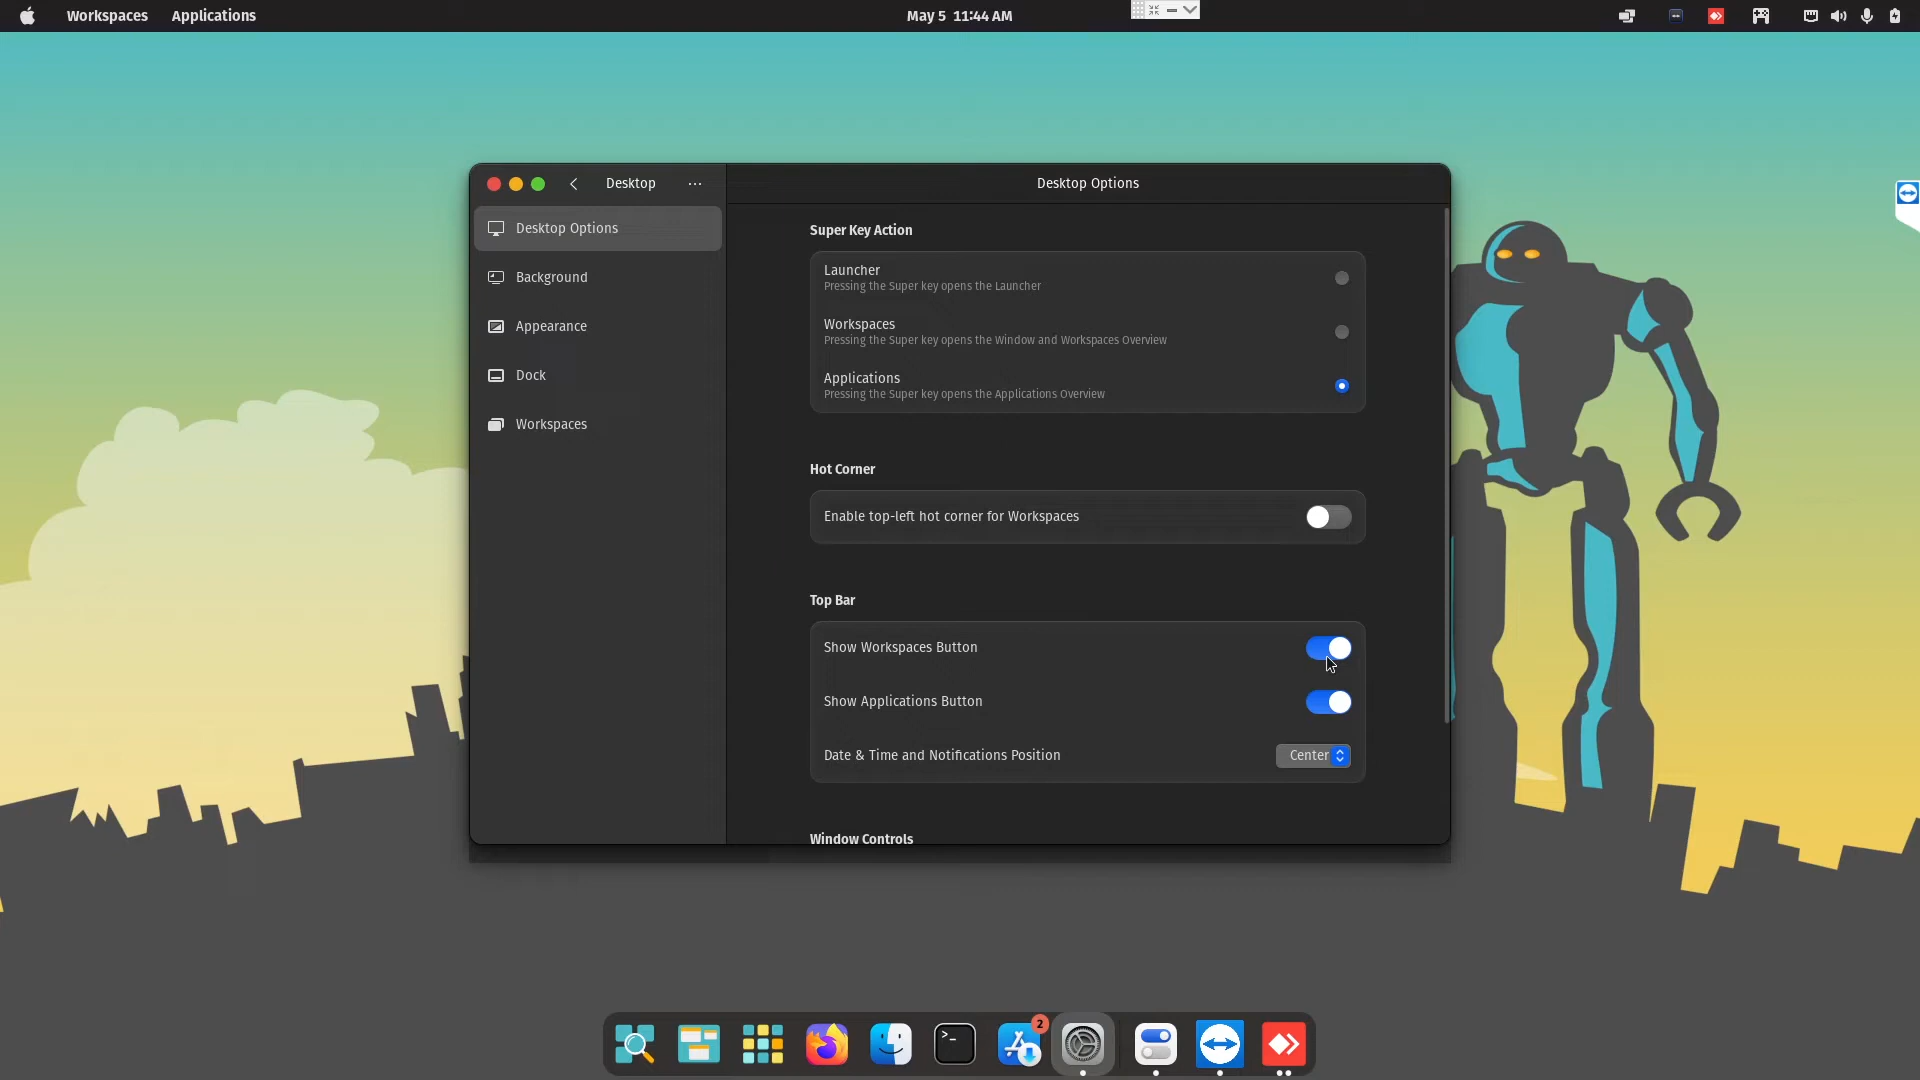 Workspaces Applications May 5 11:44 AM
Desktop
Desktop Options
Desktop Options
Background
Appearance
Dock
Workspaces
Super Key Action
Launcher
Pressing the Super key opens the Launcher
Workspaces
Pressing the Super key opens the Window and Workspaces Overview
Applications
Pressing the Super key opens the Applications Overview
Hot Corner
Enable top-left hot corner for Workspaces
Top Bar
Show Workspaces Button
Show Applications Button
Date & Time and Notifications Position Center
Window Controls
>_
2